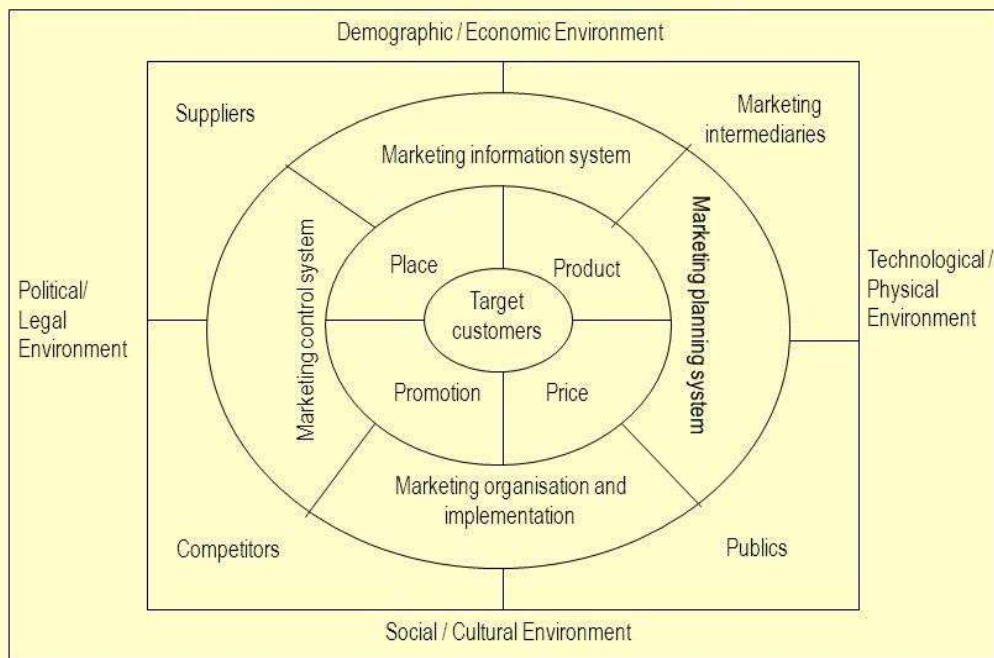 Demographic / Economic Environment
Suppliers
Marketing
intermediaries
Marketing information system
Political/
Legal
Environment
Marketing control system
Place
Product
Target
customers
Promotion
Price
Marketing planning system
Technological /
Physical
Environment
Marketing organisation and
implementation
Competitors
Publics
Social / Cultural Environment